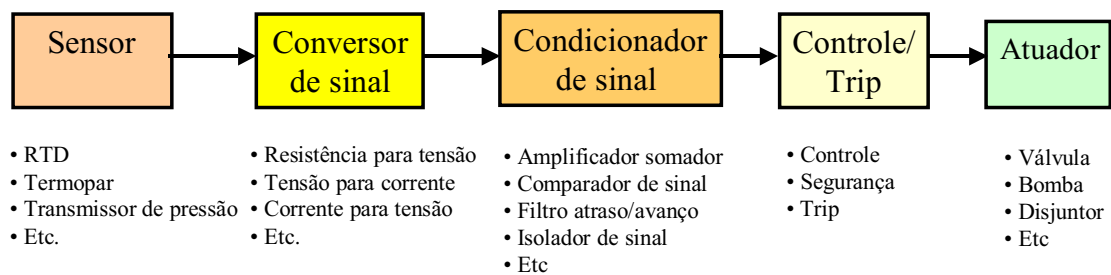 Sensor
Conversor
de sinal
Condicionador
de sinal
Controle/
Trip
Atuador
• RTD
• Termopar
• Transmissor de pressão
• Etc.
• Resistência para tensão
• Tensão para corrente
• Corrente para tensão
• Etc.
• Amplificador somador
• Comparador de sinal
• Filtro atraso/avanço
• Isolador de sinal
• Etc
• Controle
• Segurança
• Trip
• Válvula
• Bomba
• Disjuntor
• Etc